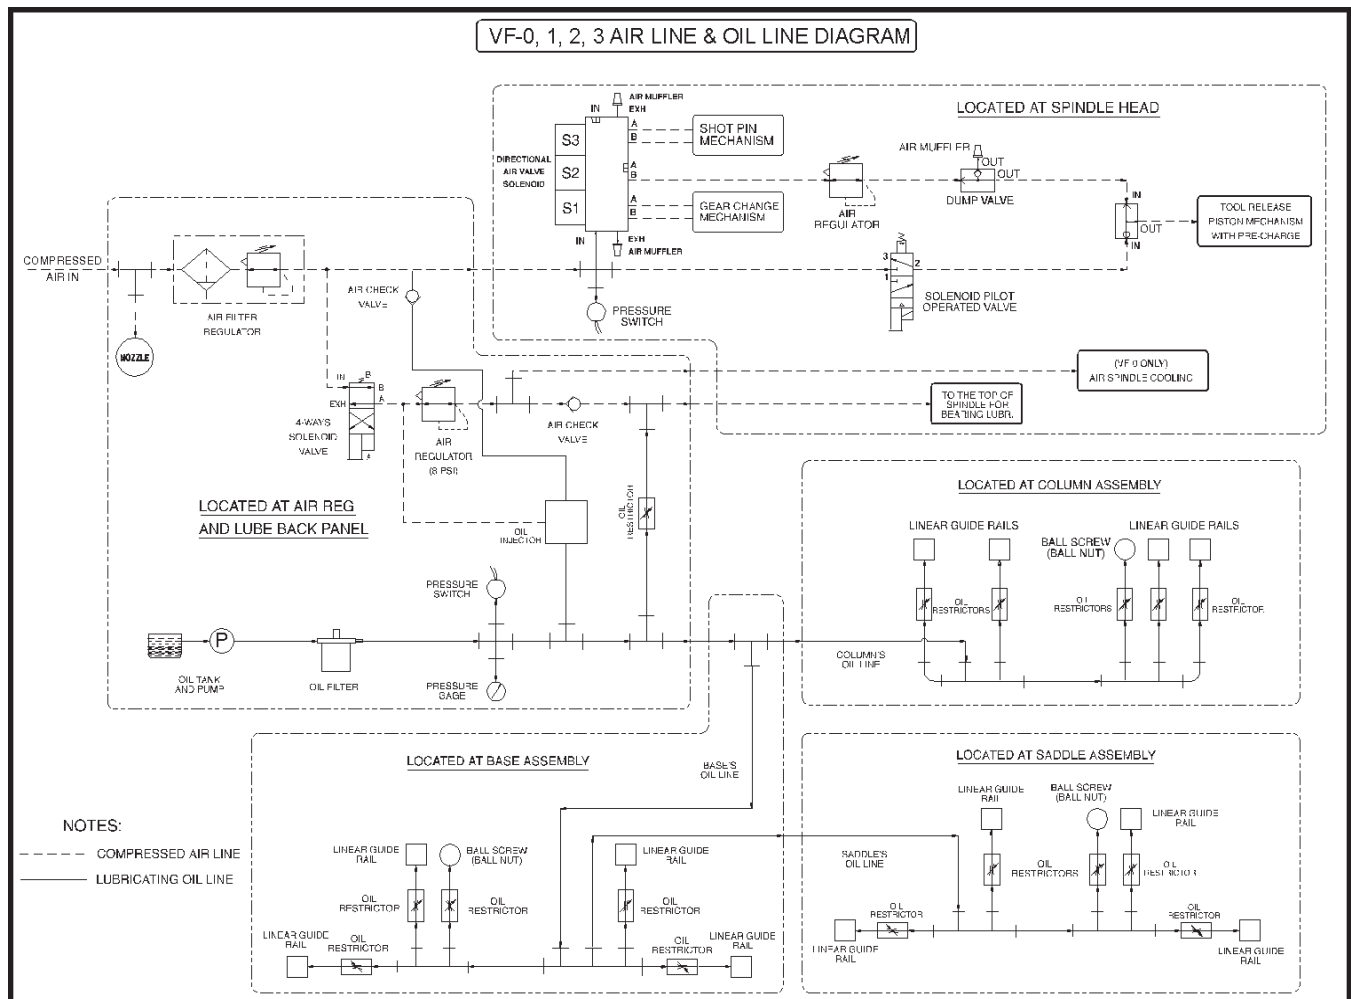 VF-0, 1, 2, 3 AIR LINE & OIL LINE DIAGRAM
LOCATED AT SPINDLE HEAD
IN
AIR MUFFLER
EXH
A
B
SHOT PIN
MECHANISM
S3
S2
S1
DIRECTIONAL
AIR VALVE
SOLENOID
A
B
A
B
GEAR CHANGE
MECHANISM
IN
EXH
AIR MUFFLER
AIR
REGULATOR
AIR MUFFLER
OUT
OUT
DUMP VALVE
IN
OUT
IN
TOOL RELEASE
PISTON MECHANISM
WITH PRE-CHARGE
COMPRESSED
AIR IN
NOZZLE
AIR FILTER
REGULATOR
AIR CHECK
VALVE
PRESSURE
SWITCH
3
2
1
SOLENOID PILOT
OPERATED VALVE
(VF 0 ONLY)
AIR SPINDLE COOLING
TO THE TOP OF
SPINDLE FOR
BEARING LUBR.
IN
B
B
A
EXH
A
4-WAYS
SOLENOID
VALVE
AIR
REGULATOR
(8 PSI)
AIR CHECK
VALVE
LOCATED AT AIR REG
AND LUBE BACK PANEL
OIL
INJECTOR
OIL
RESTRICTOR
PRESSURE
SWITCH
P
OIL TANK
AND PUMP
OIL FILTER
PRESSURE
GAGE
LOCATED AT COLUMN ASSEMBLY
LINEAR GUIDE RAILS
LINEAR GUIDE RAILS
BALL SCREW
(BALL NUT)
OIL
RESTRICTORS
OIL
RESTRICTORS
OIL
RESTRICTOR
COLUMN'S
OIL LINE
LOCATED AT BASE ASSEMBLY
BASE'S
OIL LINE
LINEAR GUIDE
RAIL
BALL SCREW
(BALL NUT)
LINEAR GUIDE
RAIL
OIL
RESTRICTOR
OIL
RESTRICTOR
OIL
RESTRICTOR
LINEAR GUIDE
RAIL
OIL
RESTRICTOR
OIL
RESTRICTOR
LINEAR GUIDE
RAIL
LOCATED AT SADDLE ASSEMBLY
LINEAR GUIDE
RAIL
BALL SCREW
(BALL NUT)
LINEAR GUIDE
RAIL
SADDLE'S
OIL LINE
OIL
RESTRICTORS
OIL
RESTRICTOR
OIL
RESTRICTOR
OIL
RESTRICTOR
LINEAR GUIDE
RAIL
LINEAR GUIDE
RAIL
NOTES:
COMPRESSED AIR LINE
LUBRICATING OIL LINE